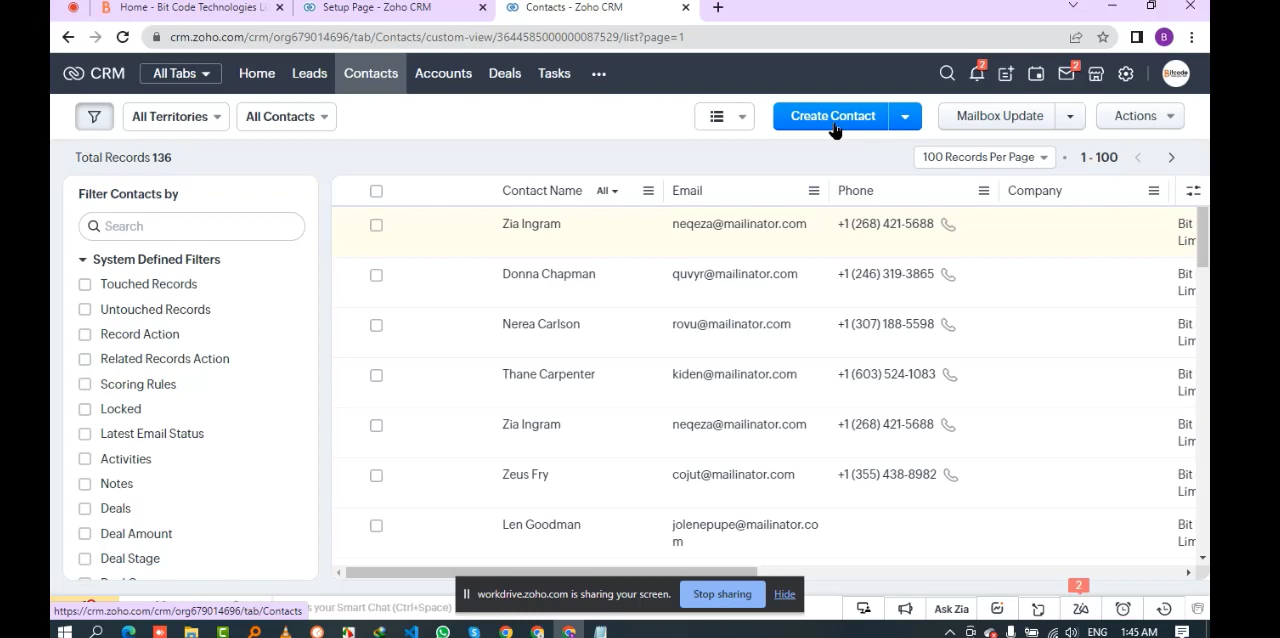 Home - Bit Code Technologies Li
Setup Page - Zoho CRM
Contacts - Zoho CRM
crm.zoho.com/crm/org679014696/tab/Contacts/custom-view/3644585000000087529/list?page=1
B
CRM
All Tabs
Home
Leads
Contacts
Accounts
Deals
Tasks
2
2
Bitcode
All Territories
All Contacts
Create Contact
Mailbox Update
Actions
Total Records 136
100 Records Per Page
1 - 100
Filter Contacts by
Search
System Defined Filters
Touched Records
Untouched Records
Record Action
Related Records Action
Scoring Rules
Locked
Latest Email Status
Activities
Notes
Deals
Deal Amount
Deal Stage
Contact Name All Email Phone Company
Zia Ingram neqeza@mailinator.com +1 (268) 421-5688 Bit
Lim
Donna Chapman quvyr@mailinator.com +1 (246) 319-3865 Bit
Lim
Nerea Carlson rovu@mailinator.com +1 (307) 188-5598 Bit
Lim
Thane Carpenter kiden@mailinator.com +1 (603) 524-1083 Bit
Lim
Zia Ingram neqeza@mailinator.com +1 (268) 421-5688 Bit
Lim
Zeus Fry cojut@mailinator.com +1 (355) 438-8982 Bit
Lim
Len Goodman jolenepupe@mailinator.co Bit
m Lim
workdrive.zoho.com is sharing your screen.
Stop sharing
Hide
https://crm.zoho.com/crm/org679014696/tab/Contacts
your Smart Chat (Ctrl+Space)
Ask Zia
2
ENG
1:45 AM